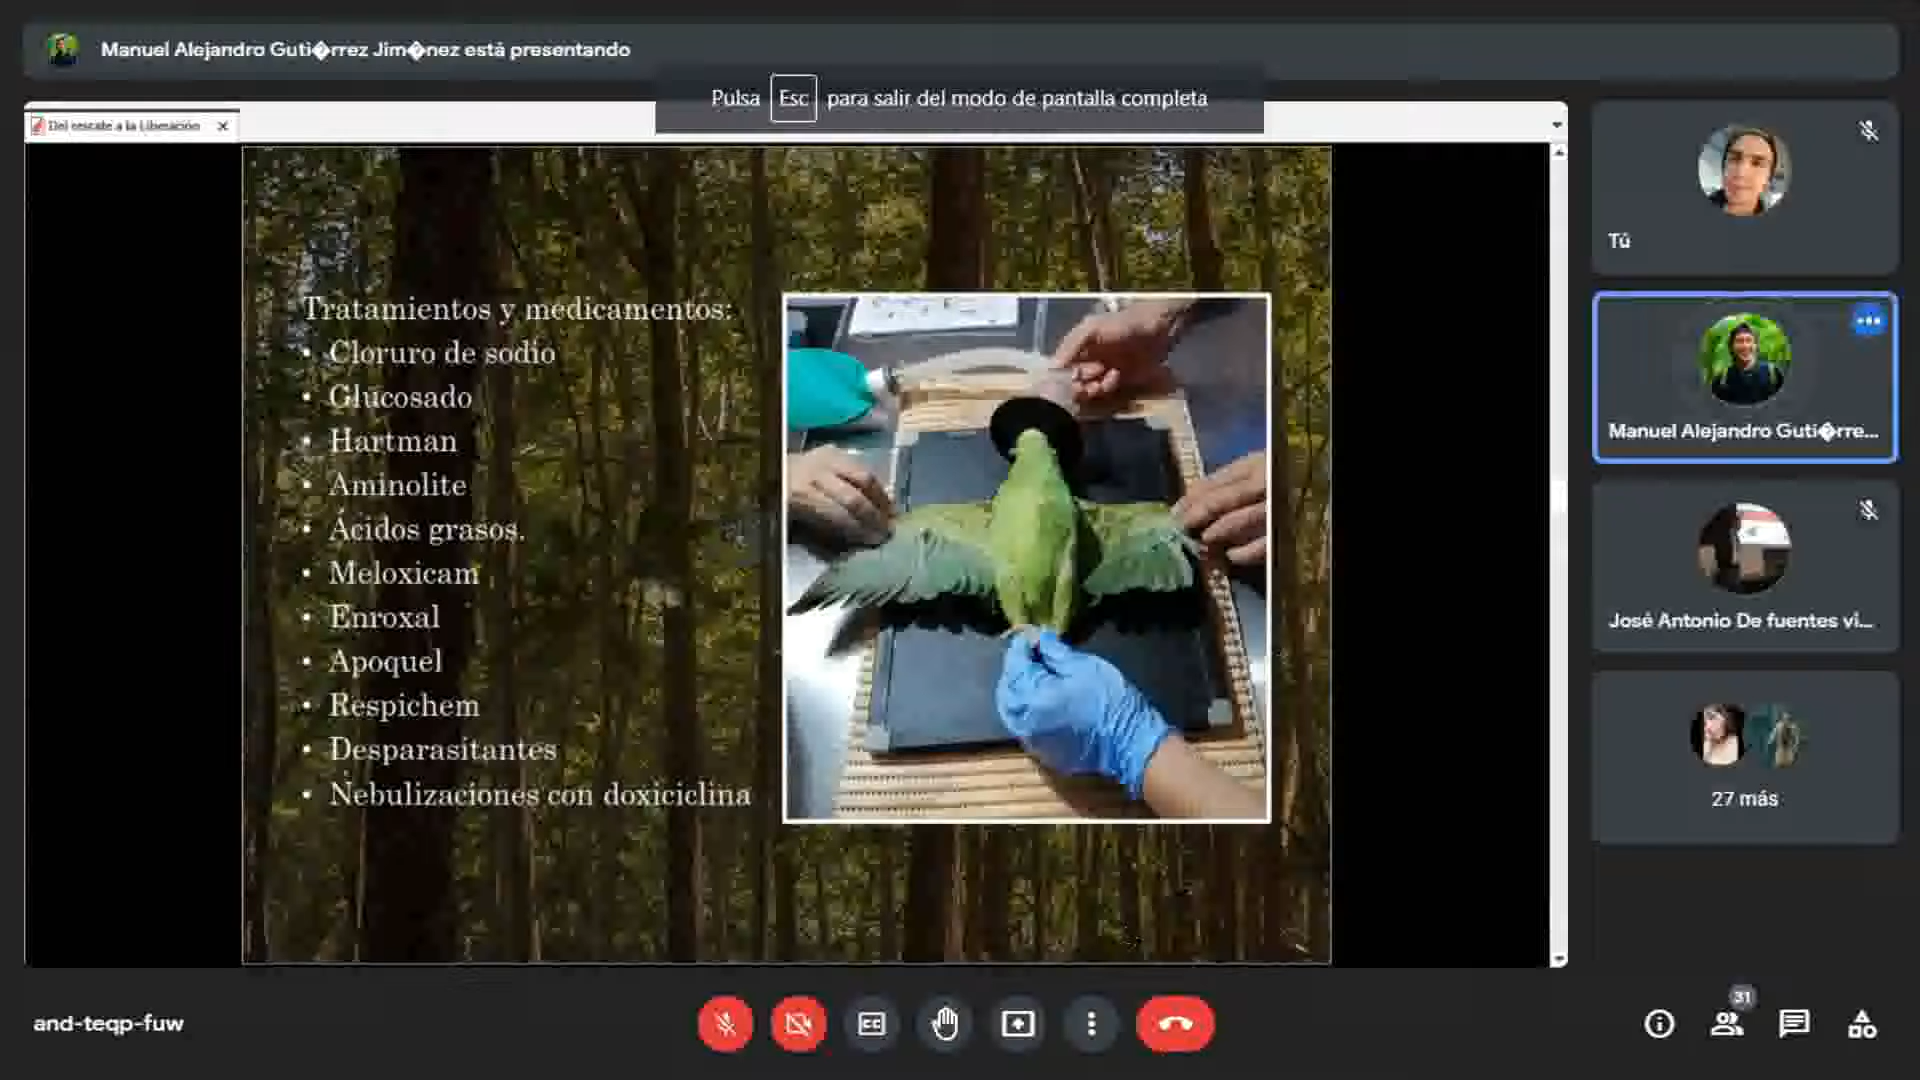 Manuel Alejandro Guti�rrez Jim�nez está presentando
Pulsa Esc para salir del modo de pantalla completa
Del rescate a la Liberación
Tratamientos y medicamentos:
• Cloruro de sodio
• Glucosado
• Hartman
• Aminolite
• Ácidos grasos.
• Meloxicam
• Enroxal
• Apoquel
• Respichem
• Desparasitantes
• Nebulizaciones con doxiciclina
Tú
Manuel Alejandro Guti�rre...
José Antonio De fuentes vi...
27 más
and-teqp-fuw
CC
31